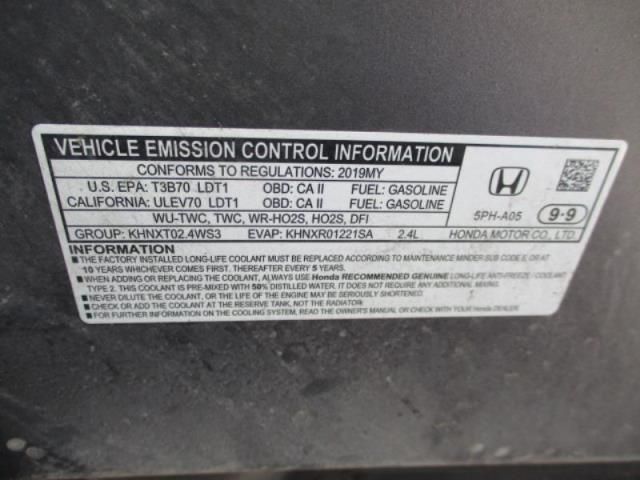 VEHICLE EMISSION CONTROL INFORMATION
CONFORMS TO REGULATIONS: 2019MY
U.S. EPA: T3B70 LDT1 OBD: CA II FUEL: GASOLINE
CALIFORNIA: ULEV70 LDT1 OBD: CA II FUEL: GASOLINE
WU-TWC, TWC, WR-HO2S, HO2S, DFI
GROUP: KHNXT02.4WS3 EVAP: KHNXR01221SA 2.4L
5PH-A05 9-9
HONDA MOTOR CO., LTD.
INFORMATION
THE FACTORY INSTALLED LONG-LIFE COOLANT MUST BE REPLACED ACCORDING TO MAINTENANCE MINDER SUB CODE 5, OR AT
10 YEARS WHICHEVER COMES FIRST. THEREAFTER EVERY 5 YEARS.
WHEN ADDING OR REPLACING THE COOLANT, ALWAYS USE Honda RECOMMENDED GENUINE LONG-LIFE ANTI-FREEZE / COOLANT
TYPE 2. THIS COOLANT IS PRE-MIXED WITH 50% DISTILLED WATER. IT DOES NOT REQUIRE ANY ADDITIONAL MIXING.
NEVER DILUTE THE COOLANT, OR THE LIFE OF THE ENGINE MAY BE SERIOUSLY SHORTENED.
CHECK OR ADD THE COOLANT AT THE RESERVE TANK, NOT THE RADIATOR.
FOR FURTHER INFORMATION ON THE COOLING SYSTEM, READ THE OWNER'S MANUAL OR CHECK WITH YOUR Honda DEALER.